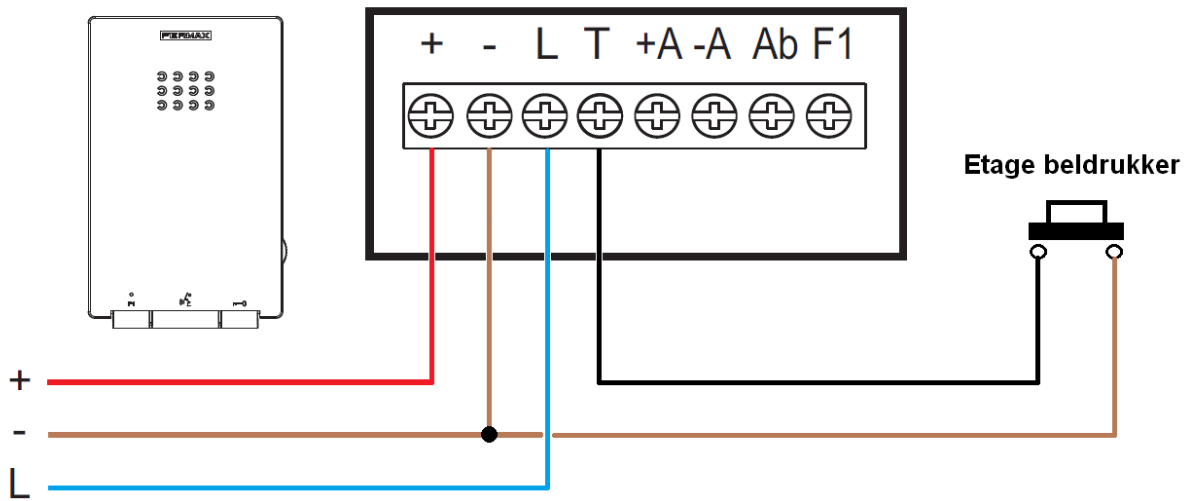 FERMAX
+ - L T +A -A Ab F1
Etage beldrukker
+
-
L